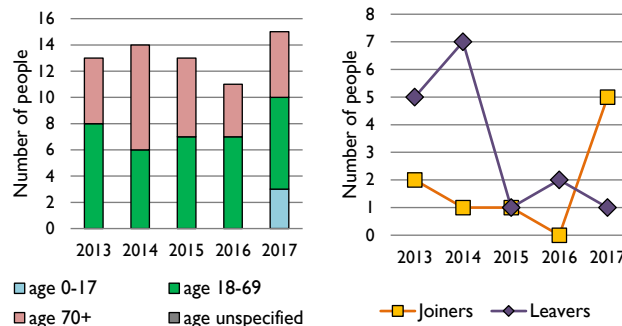 Number of people
16
14
12
10
8
6
4
2
0
2013 2014 2015 2016 2017
age 0-17 age 18-69
age 70+ age unspecified
Number of people
8
7
6
5
4
3
2
1
0
2013 2014 2015 2016 2017
Joiners Leavers